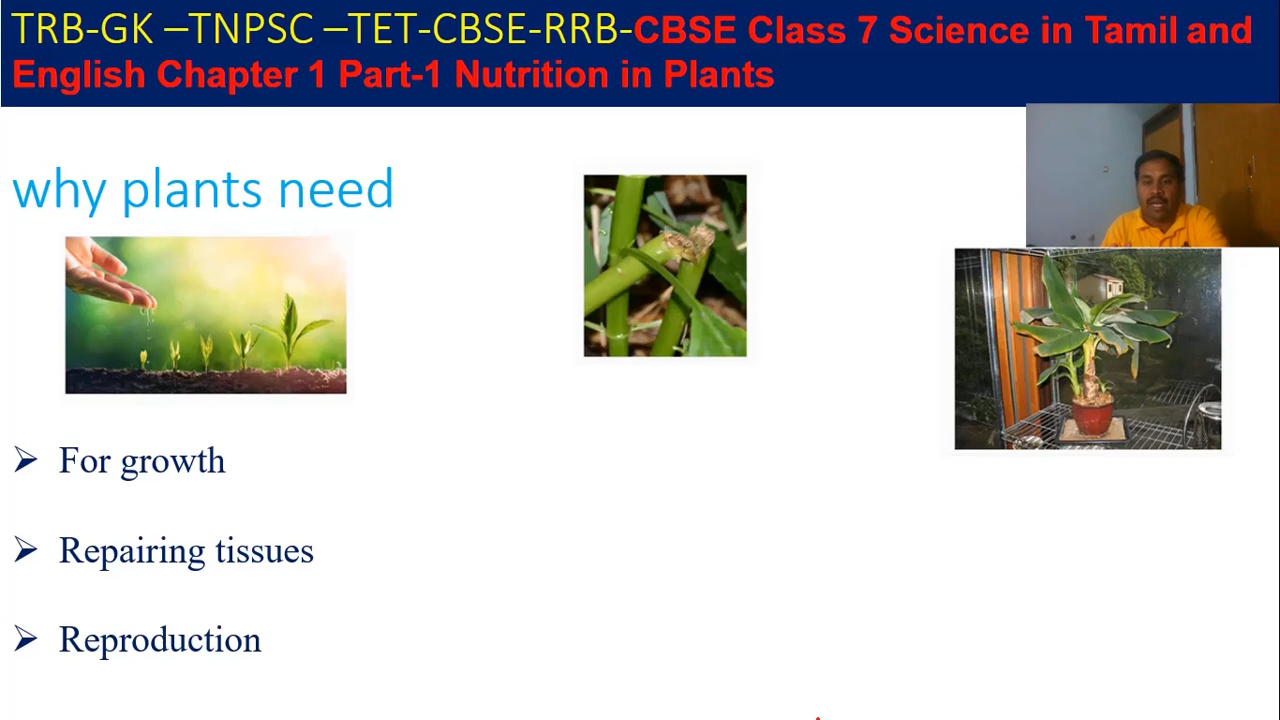 TRB-GK –TNPSC –TET-CBSE-RRB-CBSE Class 7 Science in Tamil and
English Chapter 1 Part-1 Nutrition in Plants
why plants need
For growth
Repairing tissues
Reproduction